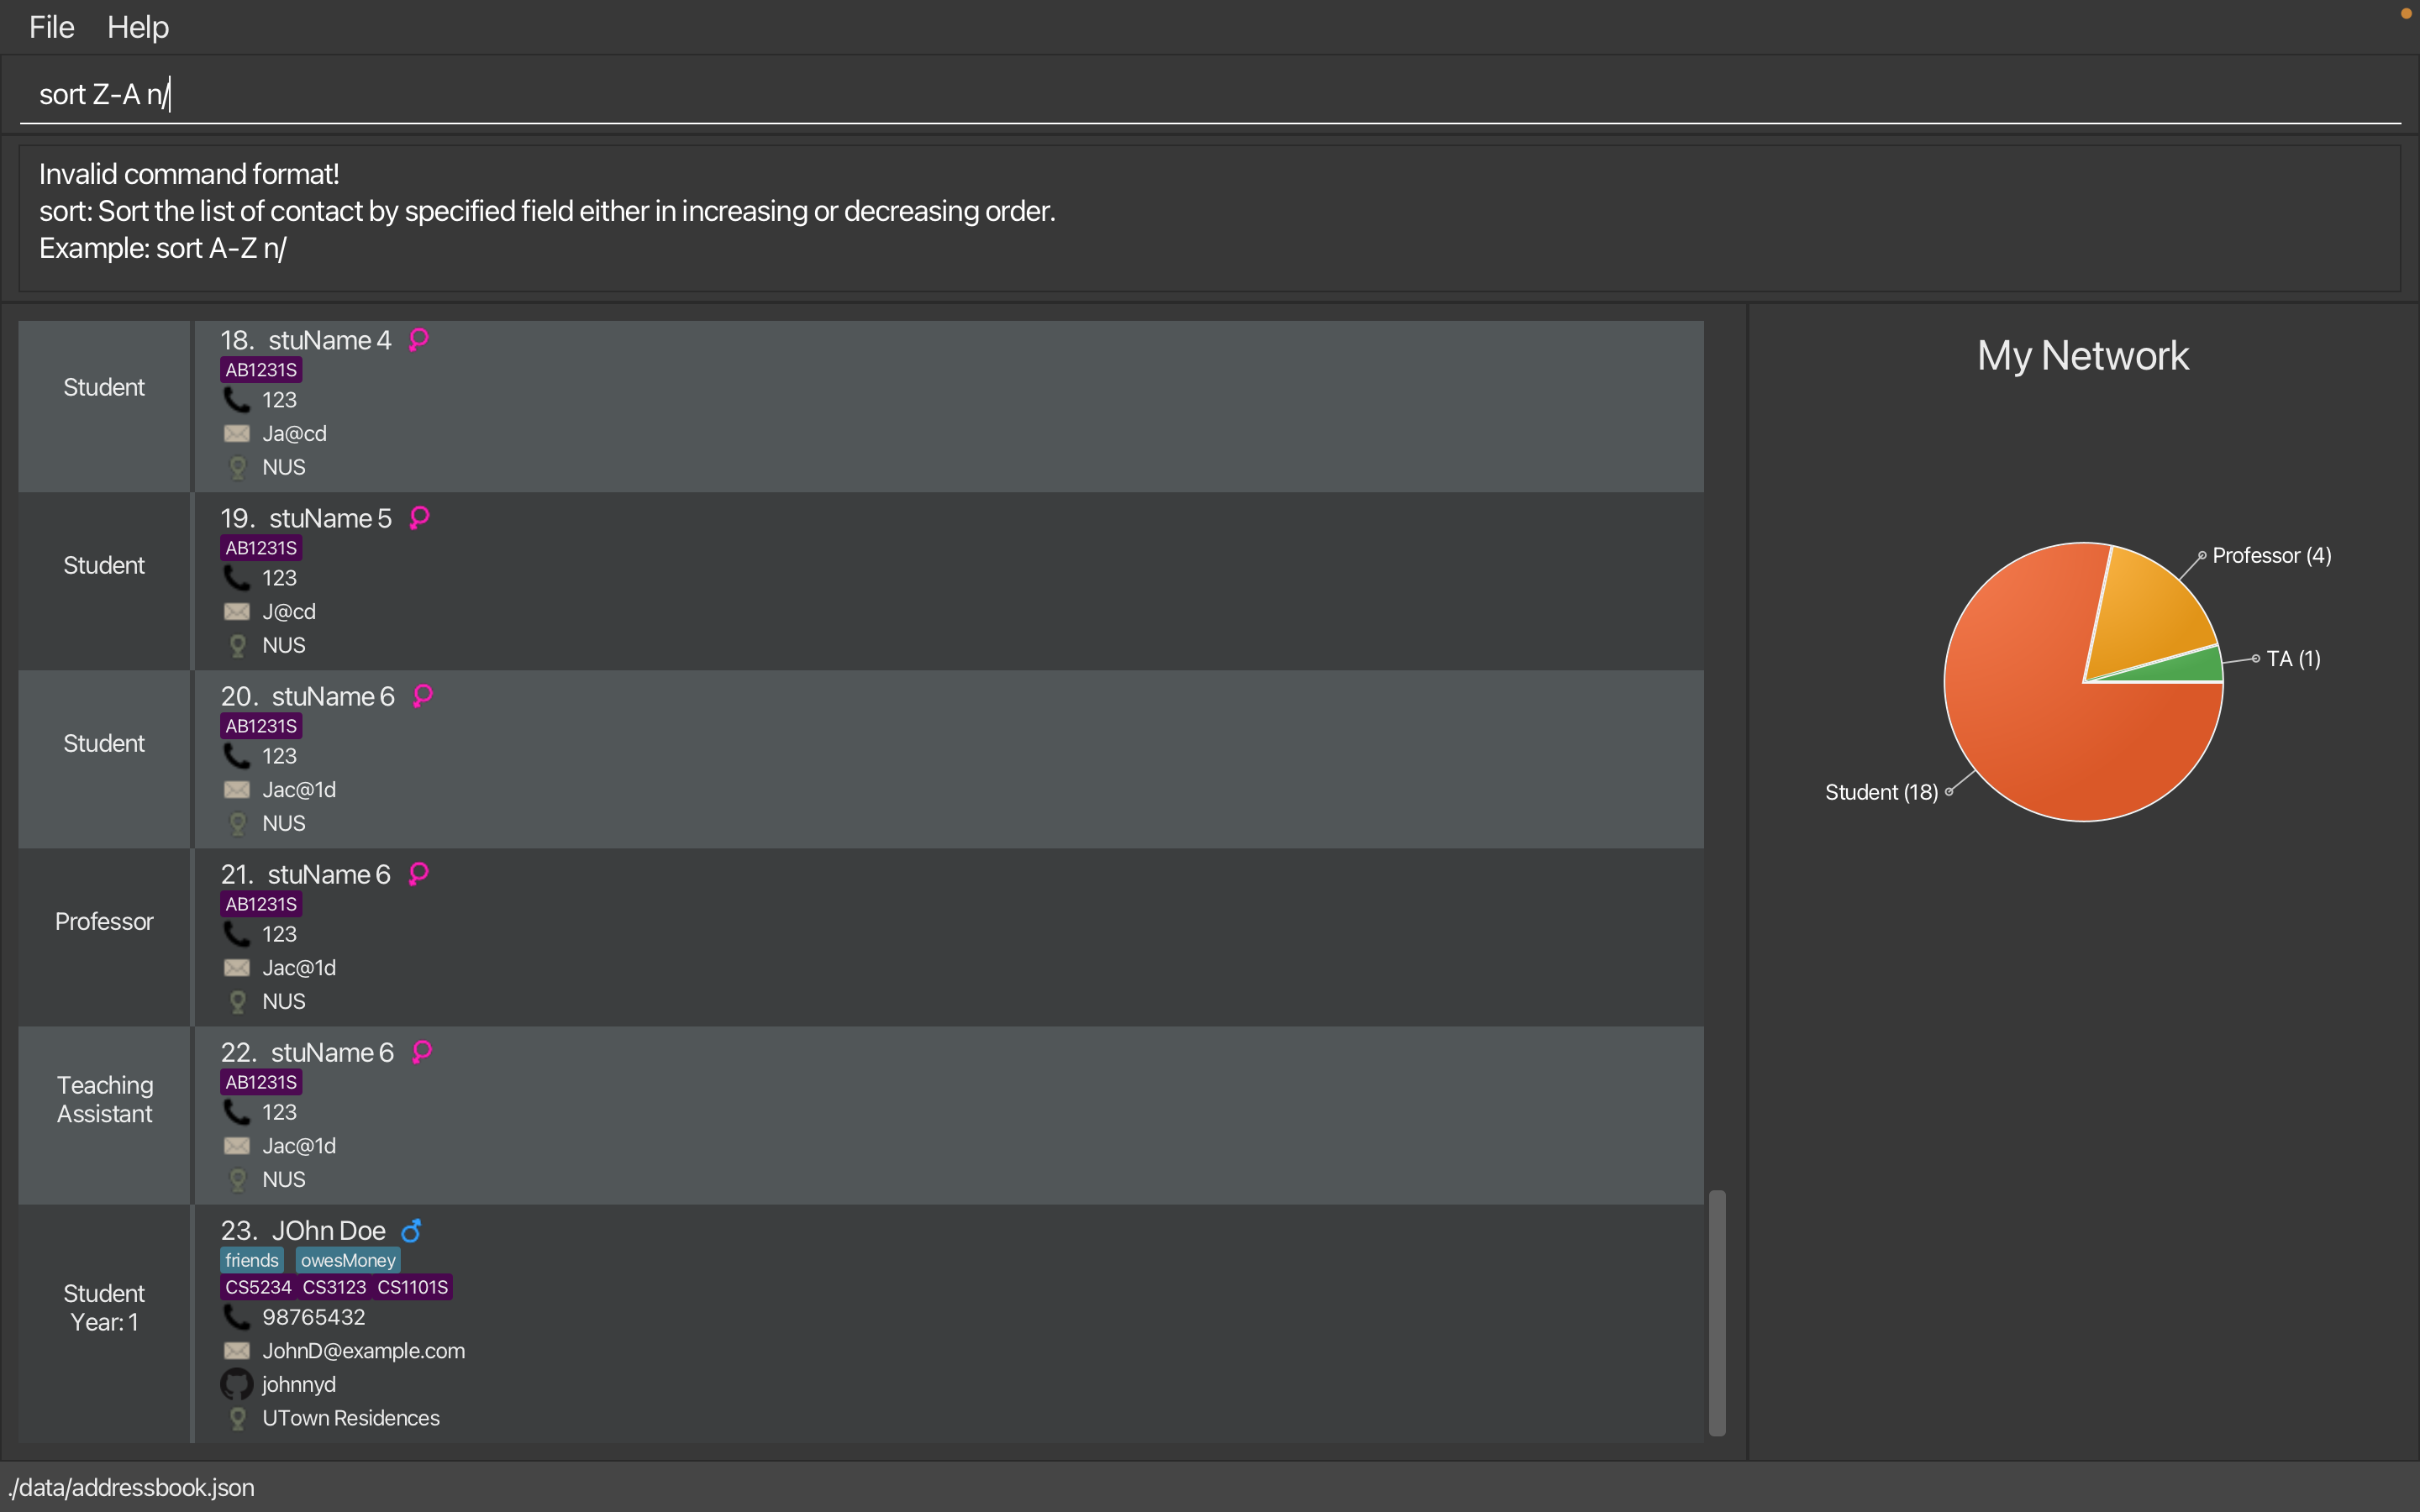 File Help
sort Z-A n/
Invalid command format!
sort: Sort the list of contact by specified field either in increasing or decreasing order.
Example: sort A-Z n/
Student
18. stuName 4
AB1231S
123
Ja@cd
NUS
Student
19. stuName 5
AB1231S
123
J@cd
NUS
Student
20. stuName 6
AB1231S
123
Jac@1d
NUS
Professor
21. stuName 6
AB1231S
123
Jac@1d
NUS
Teaching
Assistant
22. stuName 6
AB1231S
123
Jac@1d
NUS
Student
Year: 1
23. JOhn Doe
friends owesMoney
CS5234 CS3123 CS1101S
98765432
JohnD@example.com
johnnyd
UTown Residences
My Network
Professor (4)
TA (1)
Student (18)
./data/addressbook.json